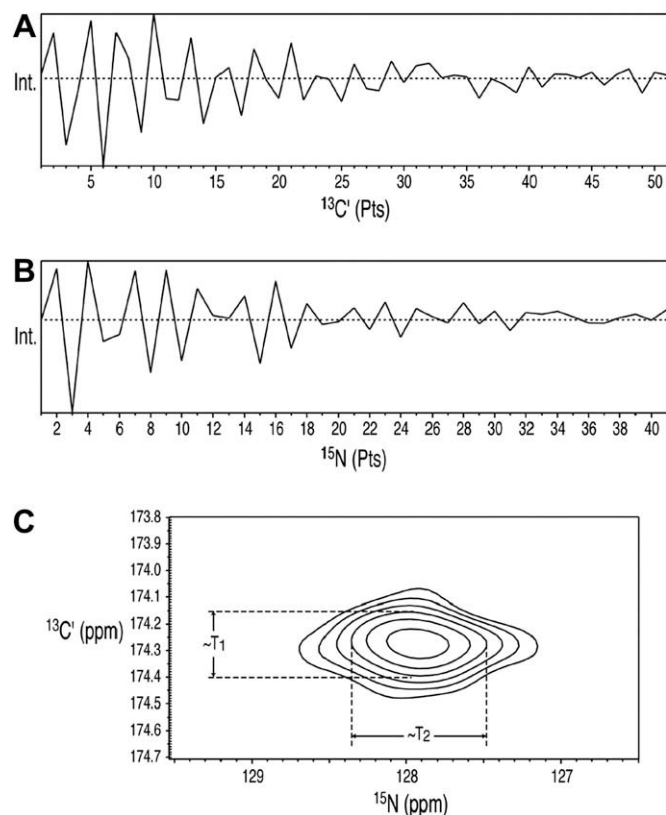 A
Int.
5 10 15 20 25 30 35 40 45 50
¹³C' (Pts)
B
Int.
2 4 6 8 10 12 14 16 18 20 22 24 26 28 30 32 34 36 38 40
¹⁵N (Pts)
C
173.8
173.9
174.0
174.1
174.2
¹³C' (ppm)
~T₁
174.3
174.4
174.5
174.6
~T₂
174.7
129 128 127
¹⁵N (ppm)